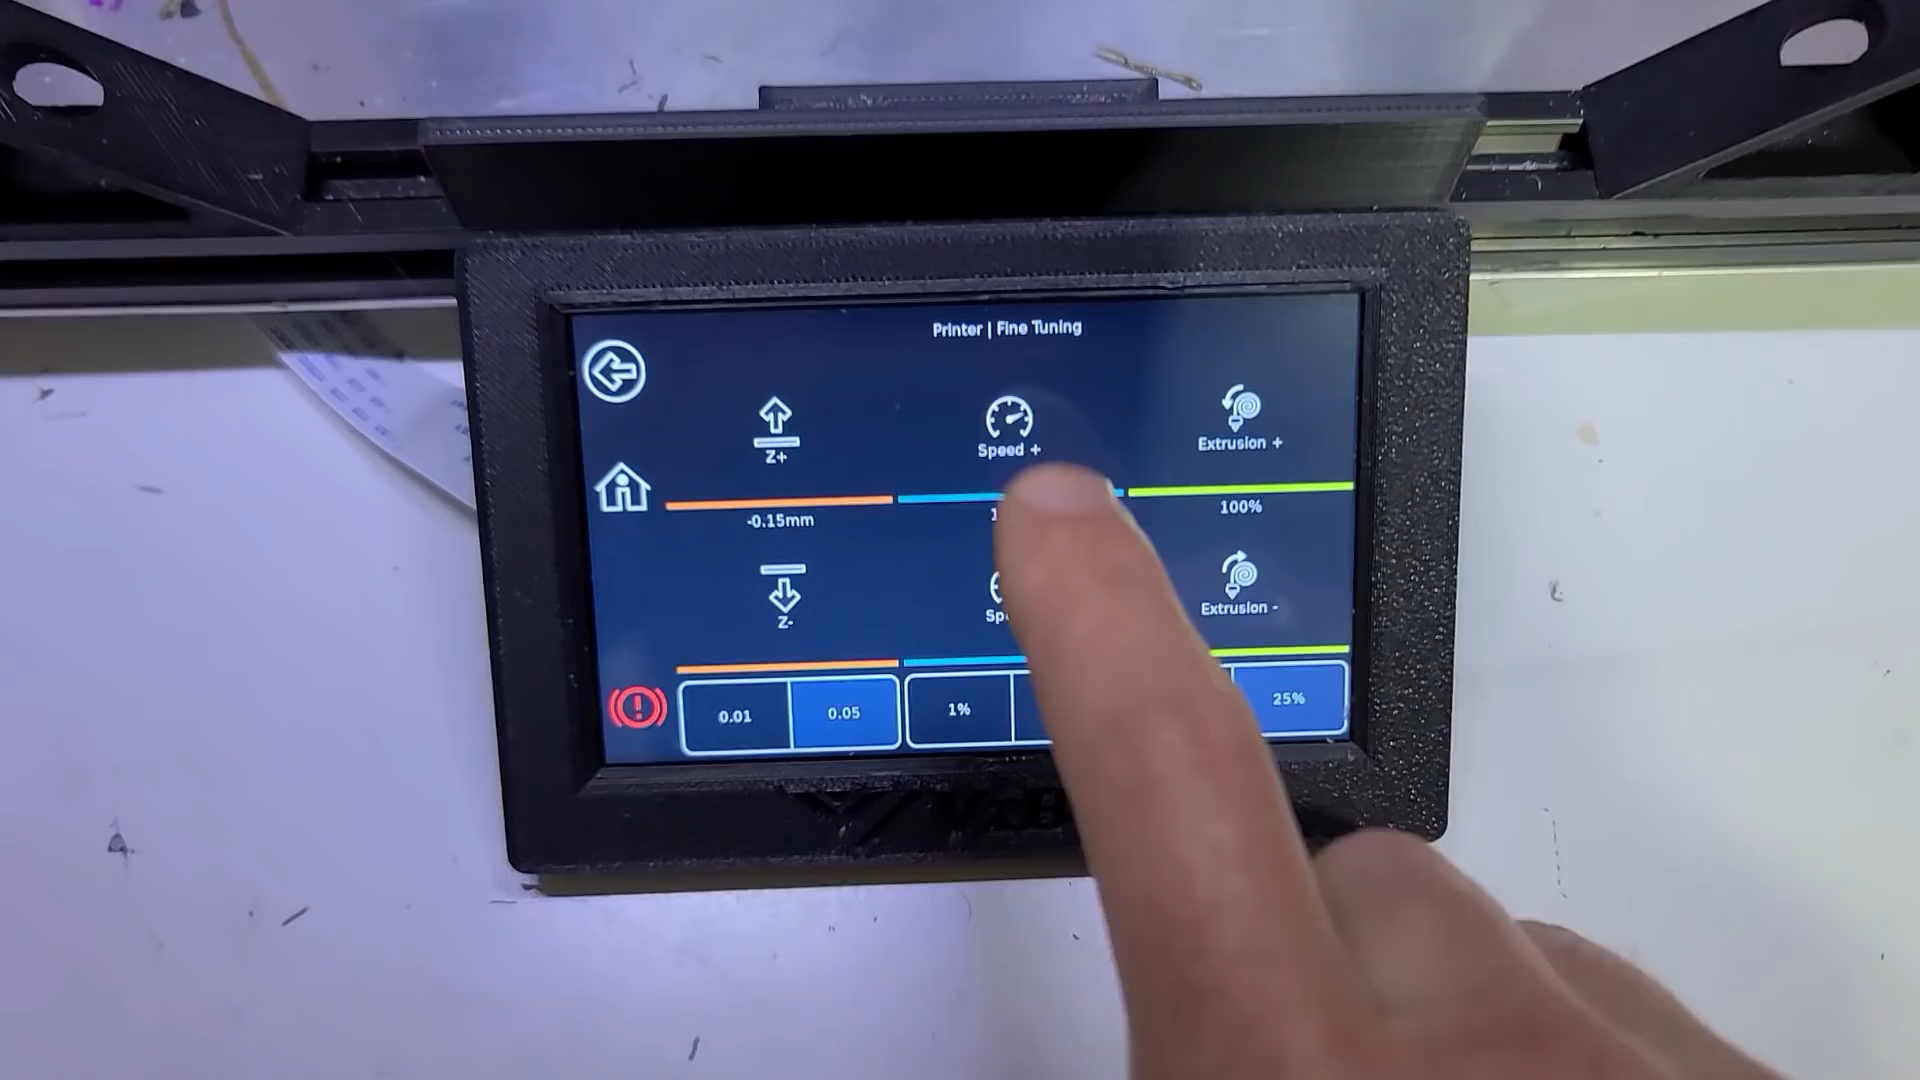 Printer | Fine Tuning
Z+
Speed +
Extrusion +
-0.15mm
100%
Z-
Extrusion -
0.01
0.05
1%
25%